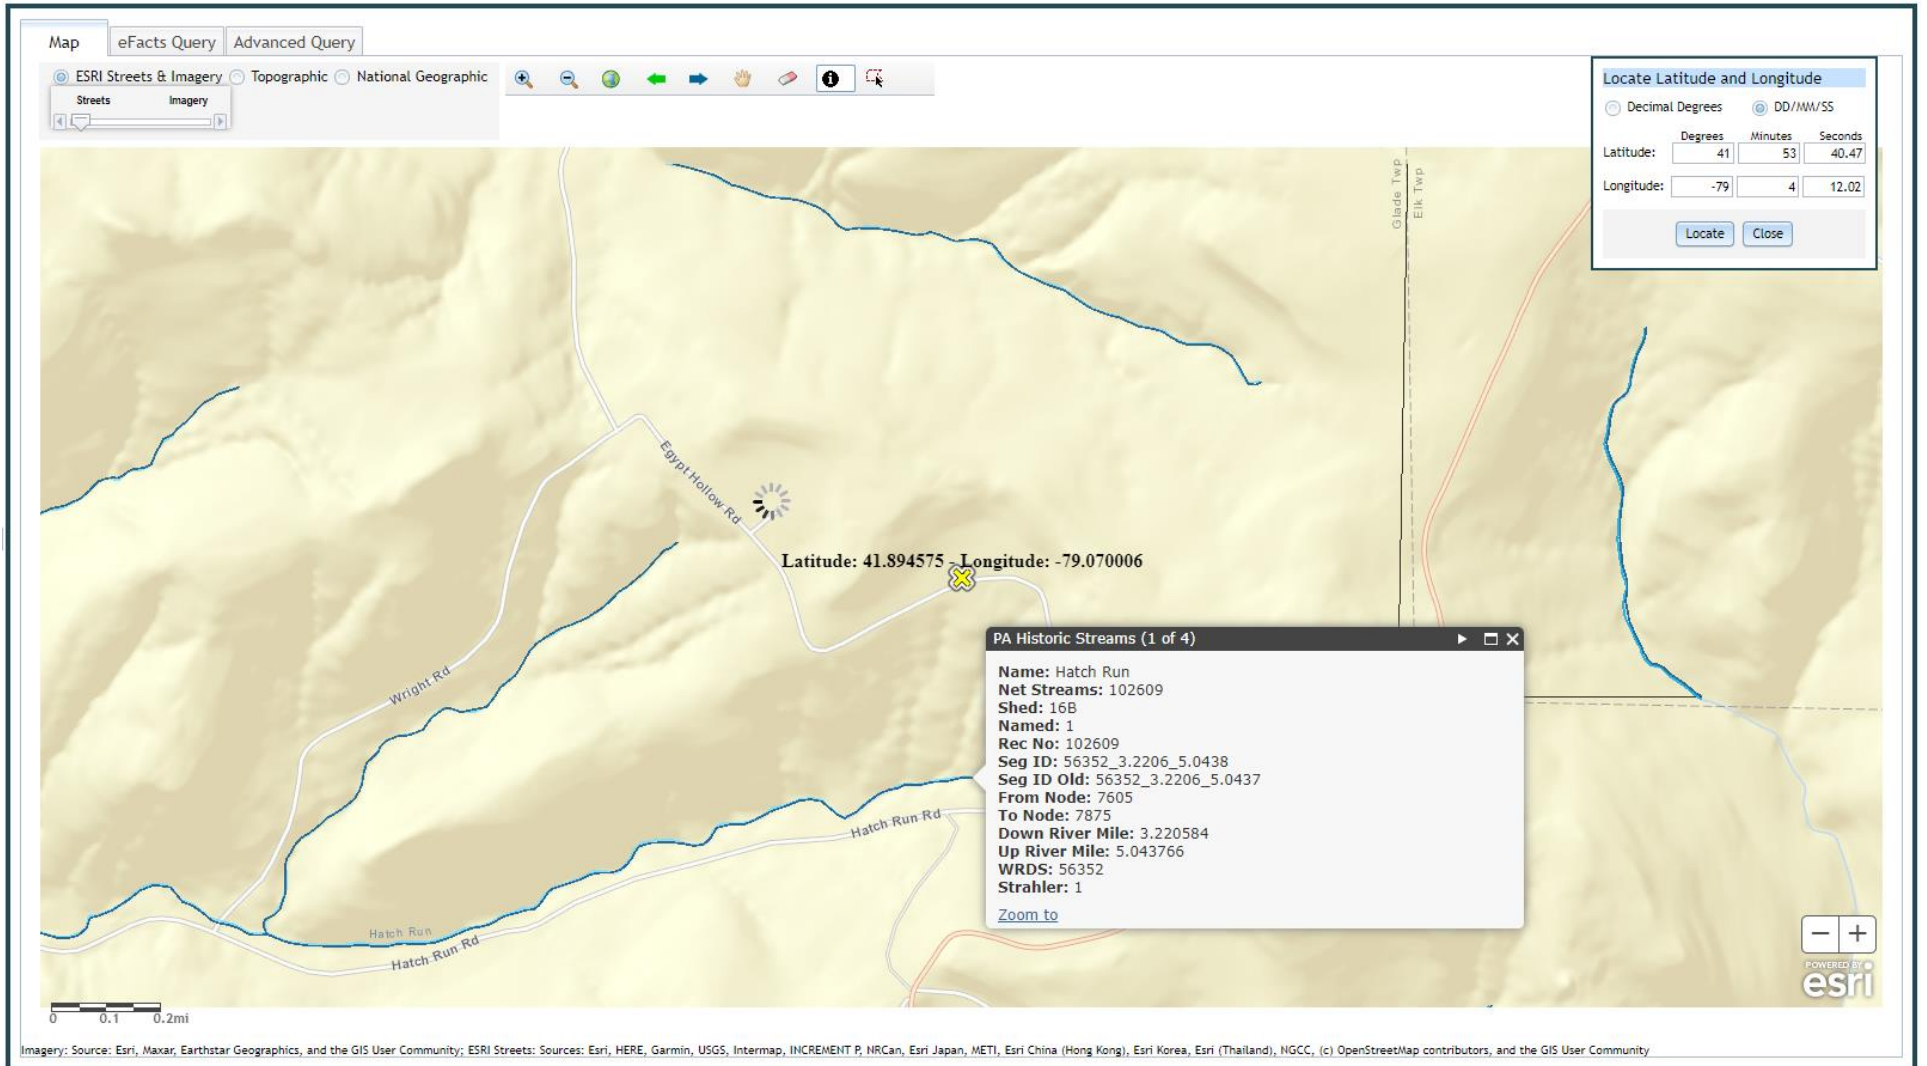 Map eFacts Query Advanced Query
ESRI Streets & Imagery Topographic National Geographic
Streets Imagery
Locate Latitude and Longitude
Decimal Degrees DD/MM/SS
Degrees Minutes Seconds
Latitude: 41 53 40.47
Longitude: -79 4 12.02
Locate Close
Glade Twp
Elk Twp
Egypt Hollow Rd
Latitude: 41.894575 - Longitude: -79.070006
Wright Rd
PA Historic Streams (1 of 4)
Name: Hatch Run
Net Streams: 102609
Shed: 16B
Named: 1
Rec No: 102609
Seg ID: 56352_3.2206_5.0438
Seg ID Old: 56352_3.2206_5.0437
From Node: 7605
To Node: 7875
Down River Mile: 3.220584
Up River Mile: 5.043766
WRDS: 56352
Strahler: 1
Zoom to
Hatch Run Rd
Hatch Run
Hatch Run Rd
POWERED BY
esri
0 0.1 0.2mi
Imagery: Source: Esri, Maxar, Earthstar Geographics, and the GIS User Community; ESRI Streets: Sources: Esri, HERE, Garmin, USGS, Intermap, INCREMENT P, NRCan, Esri Japan, METI, Esri China (Hong Kong), Esri Korea, Esri (Thailand), NGCC, (c) OpenStreetMap contributors, and the GIS User Community